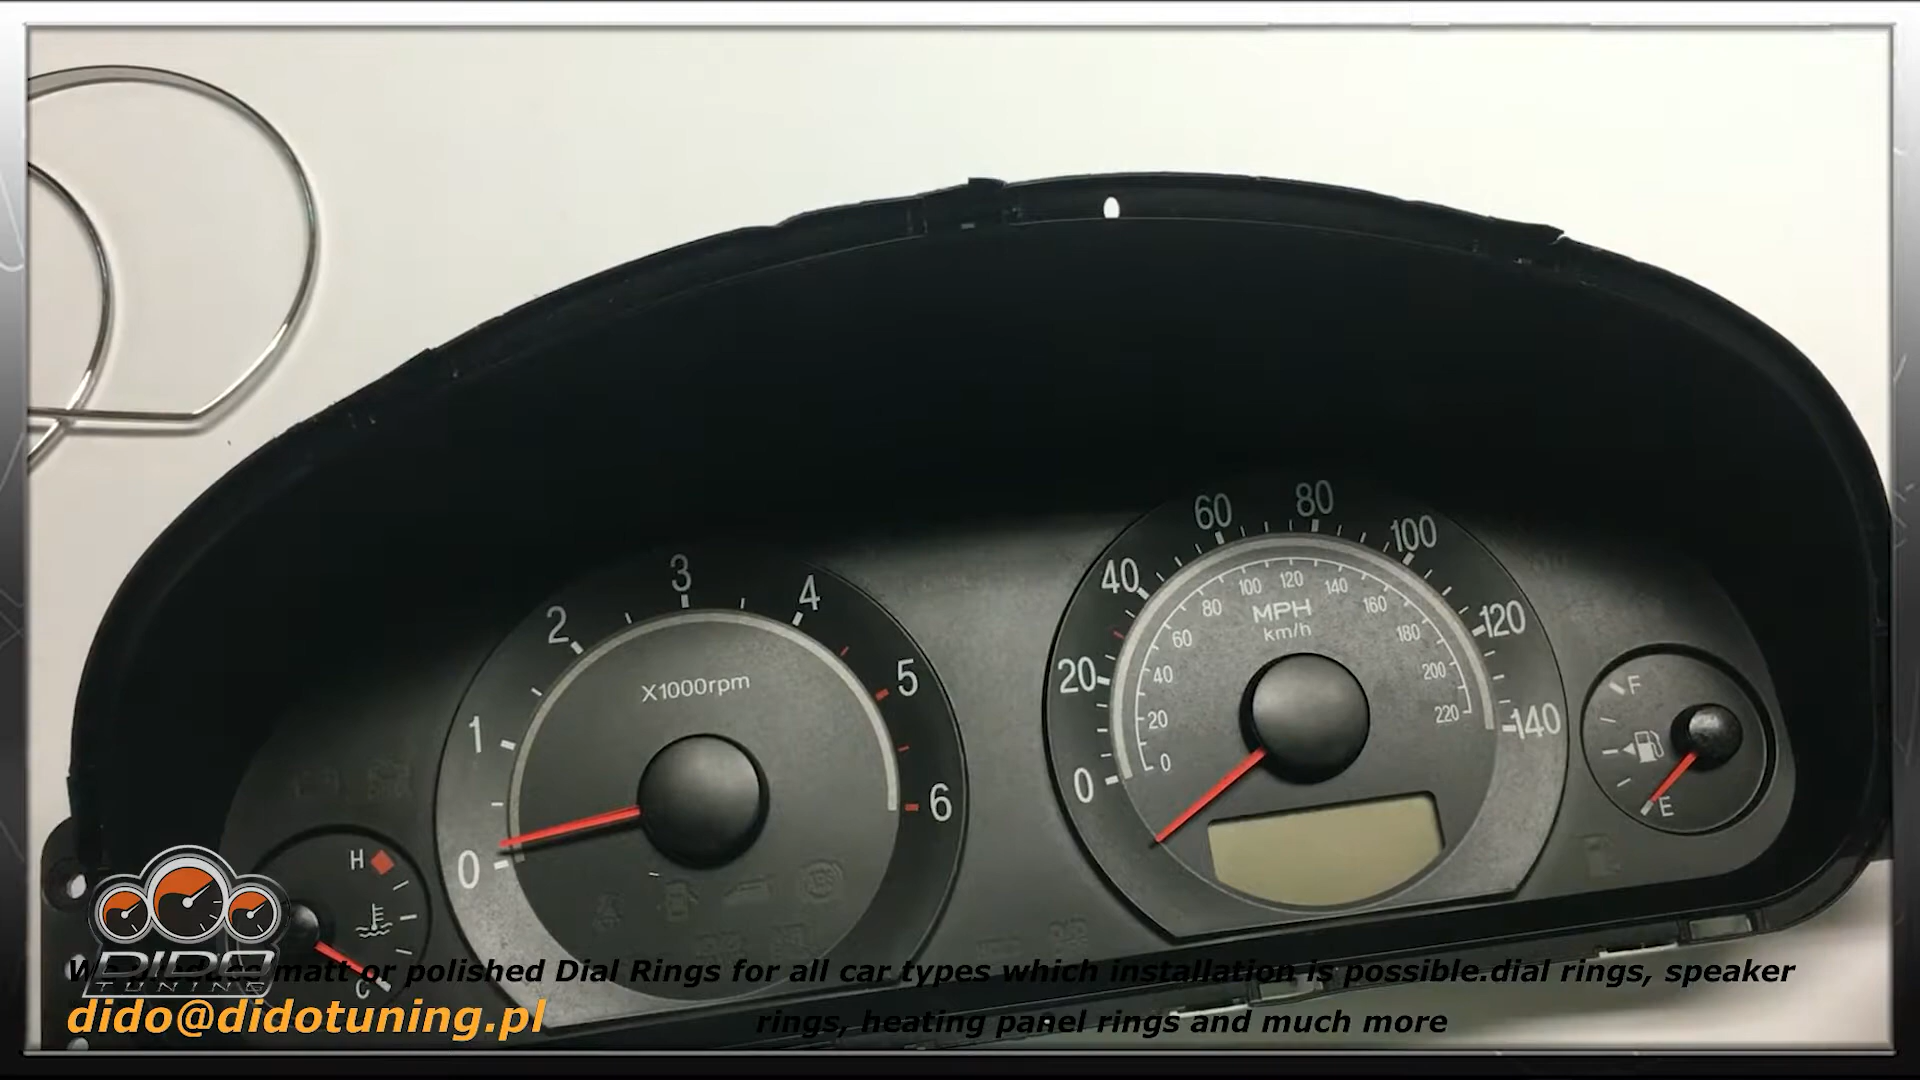 3
2
4
1
5
X1000rpm
0
6
60
80
40
100
20
120
0
140
100
120
80
140
60
160
40
180
20
200
0
220
MPH
km/h
F
E
H
C
DIDO
TUNING
matt or polished Dial Rings for all car types which installation is possible.dial rings, speaker
rings, heating panel rings and much more
dido@didotuning.pl